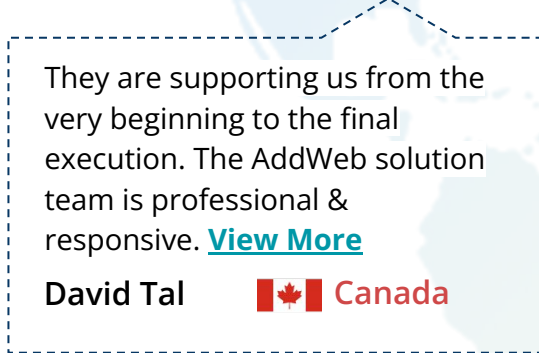 They are supporting us from the
very beginning to the final
execution. The AddWeb solution
team is professional &
responsive. View More
David Tal Canada